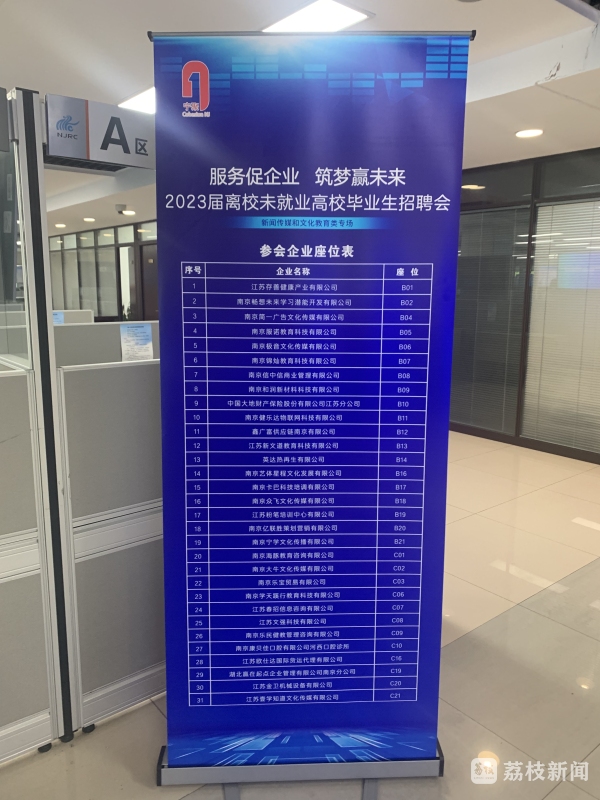 NJRC
A区
中国
服务促企业 筑梦赢未来
2023届离校未就业高校毕业生招聘会
新闻传媒和文化教育类专场
参会企业座位表
序号 企业名称 座 位
1 江苏存善健康产业有限公司 B01
2 南京畅想未来学习潜能开发有限公司 B02
3 南京简一广告文化传媒有限公司 B04
4 南京服诺教育科技有限公司 B05
5 南京极音文化传媒有限公司 B06
6 南京锦灿教育科技有限公司 B07
7 南京信中信商业管理有限公司 B08
8 南京和润新材料科技有限公司 B09
9 中国大地财产保险股份有限公司江苏分公司 B10
10 南京健乐达物联网科技有限公司 B11
11 鑫广富供应链南京有限公司 B12
12 江苏新文道教育科技有限公司 B13
13 英达热再生有限公司 B14
14 南京艺体星程文化发展有限公司 B16
15 南京卡巴科技培训有限公司 B17
16 南京众飞文化传媒有限公司 B18
17 江苏粉笔培训中心有限公司 B19
18 南京亿联胜策划营销有限公司 B20
19 南京宁学文化传播有限公司 B21
20 南京海豚教育咨询有限公司 C01
21 南京大牛文化传媒有限公司 C02
22 南京乐宝贸易有限公司 C03
23 南京学天践行教育科技有限公司 C06
24 江苏春招信息咨询有限公司 C07
25 江苏文强科技有限公司 C08
26 南京乐民健教管理咨询有限公司 C09
27 南京康贝佳口腔有限公司河西口腔诊所 C10
28 江苏欧仕达国际货运代理有限公司 C16
29 湖北赢在起点企业管理有限公司南京分公司 C19
30 江苏金卫机械设备有限公司 C20
31 江苏壹学知道文化传媒有限公司 C21
荔枝新闻